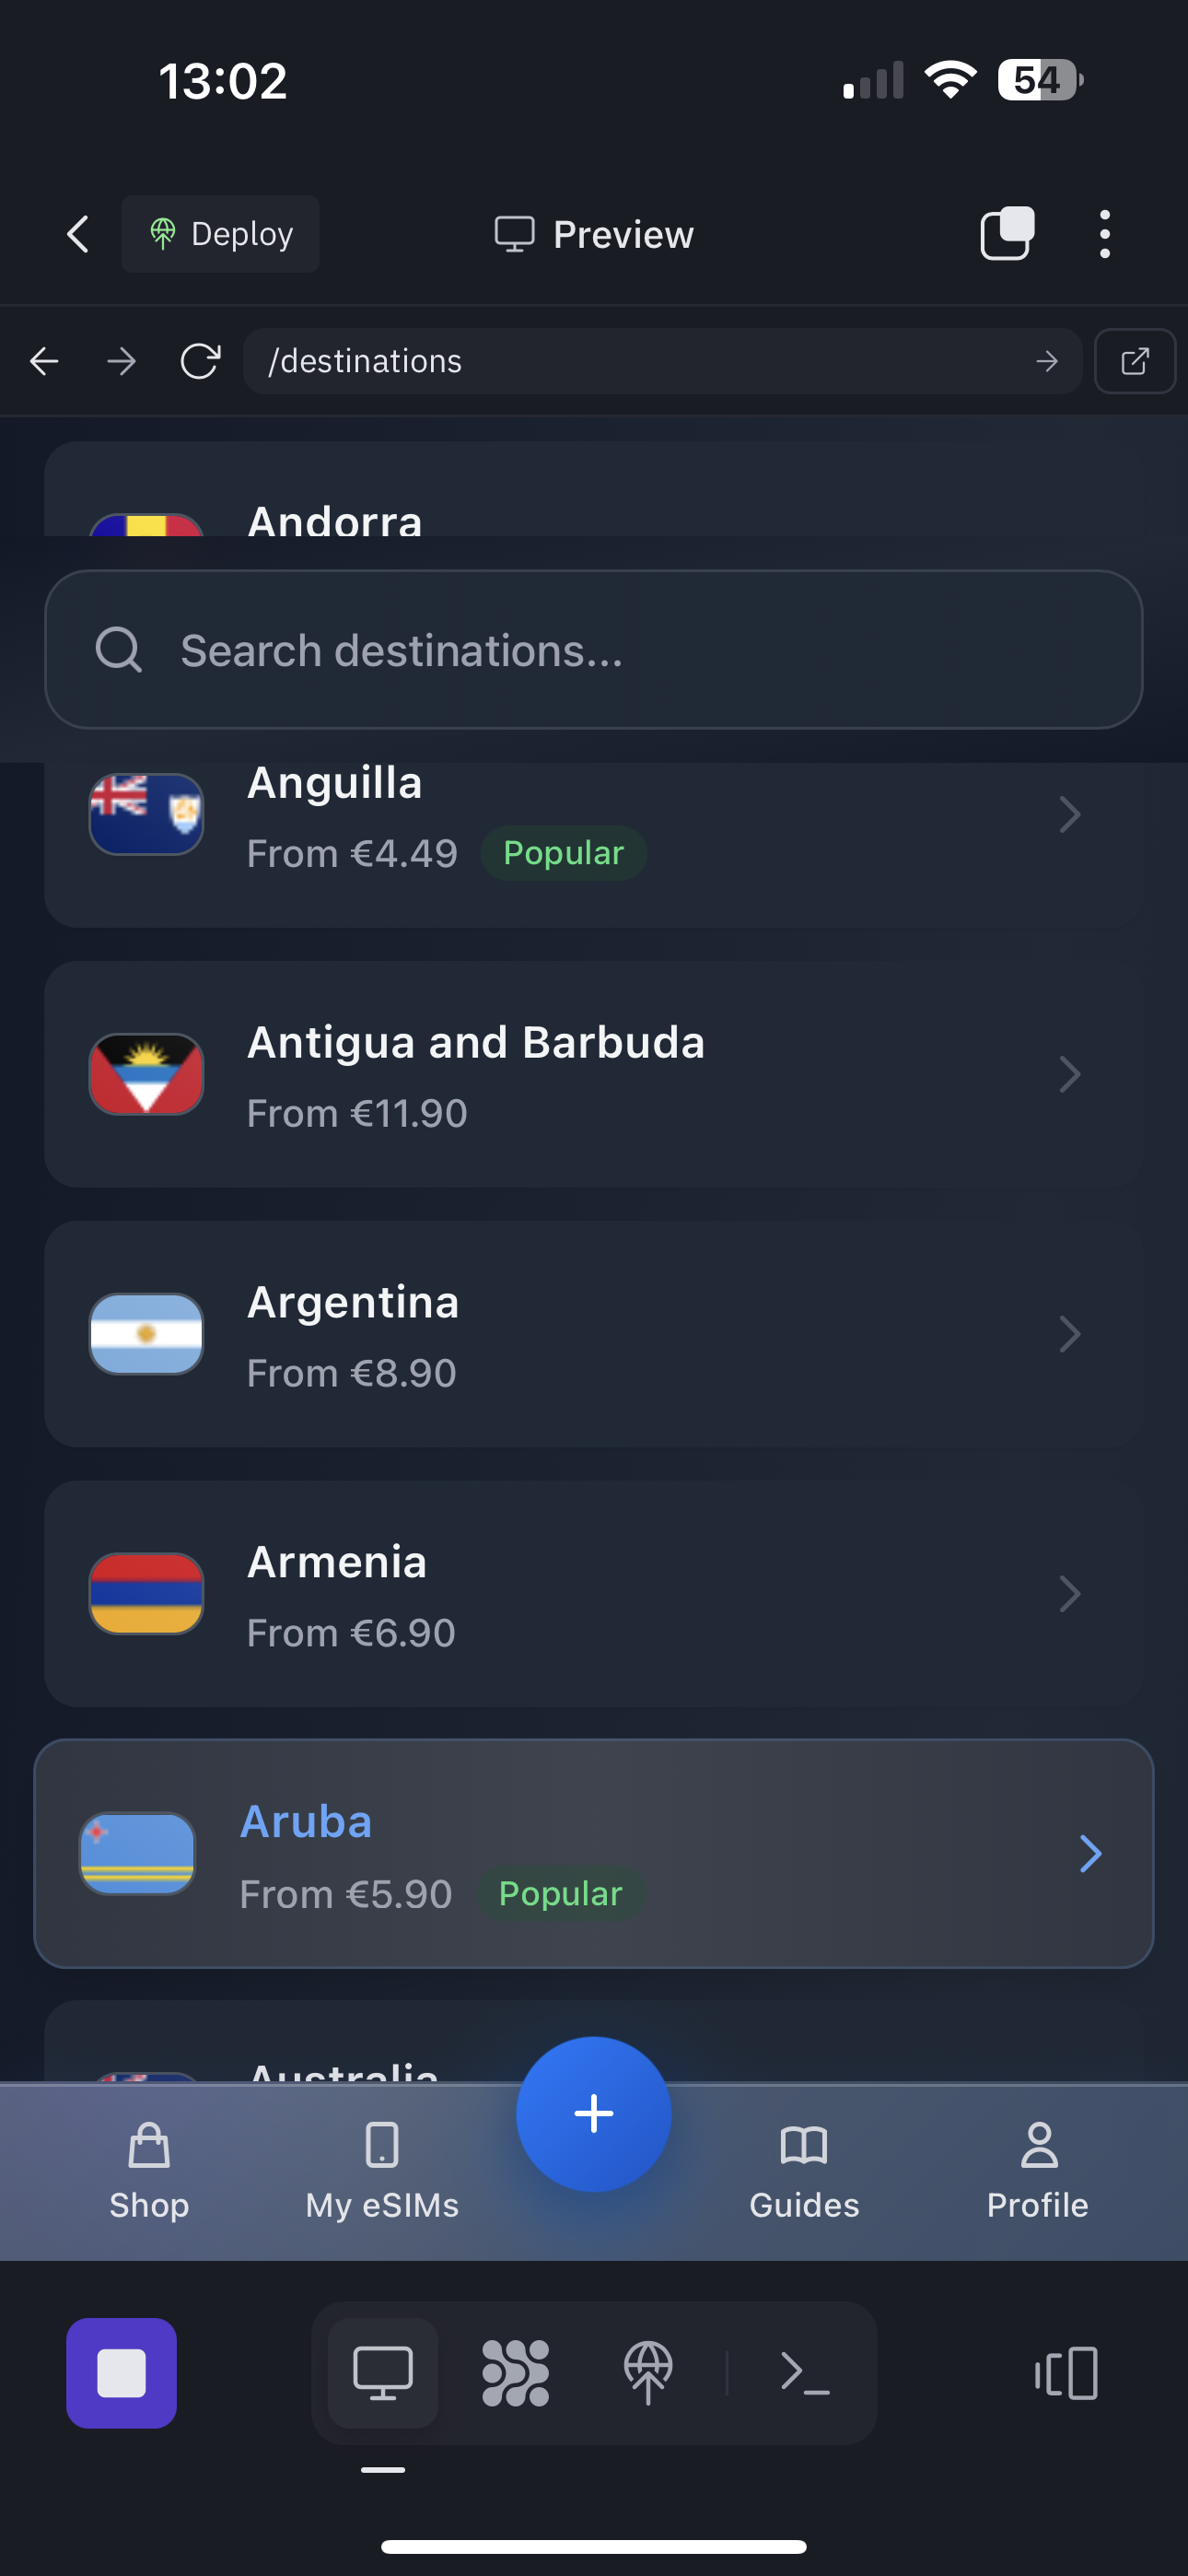 13:02
54
Deploy
Preview
/destinations
Andorra
Search destinations...
Anguilla
From €4.49 Popular
Antigua and Barbuda
From €11.90
Argentina
From €8.90
Armenia
From €6.90
Aruba
From €5.90 Popular
Australia
Shop
My eSIMs
Guides
Profile